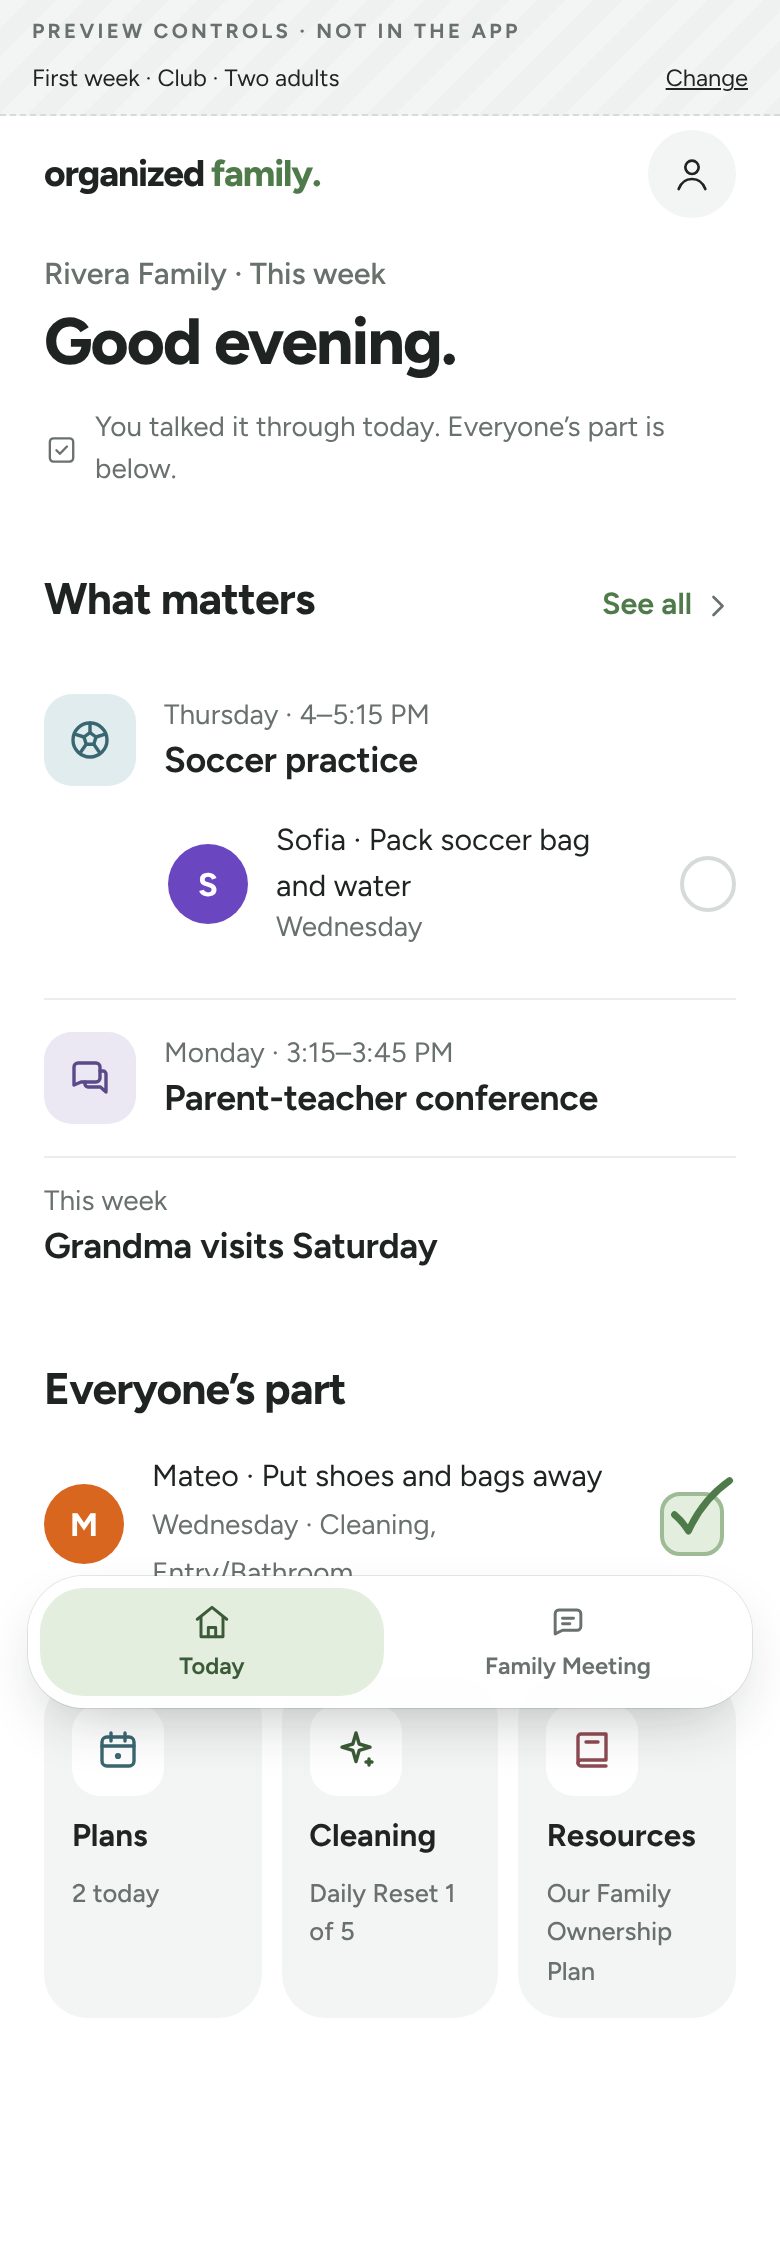 PREVIEW CONTROLS · NOT IN THE APP
First week · Club · Two adults
Change
organized family.
Rivera Family · This week
Good evening.
You talked it through today. Everyone’s part is
below.
What matters
See all
Thursday · 4–5:15 PM
Soccer practice
S
Sofia · Pack soccer bag
and water
Wednesday
Monday · 3:15–3:45 PM
Parent-teacher conference
This week
Grandma visits Saturday
Everyone’s part
M
Mateo · Put shoes and bags away
Wednesday · Cleaning,
Entry/Bathroom
Today
Family Meeting
Plans
2 today
Cleaning
Daily Reset 1
of 5
Resources
Our Family
Ownership
Plan